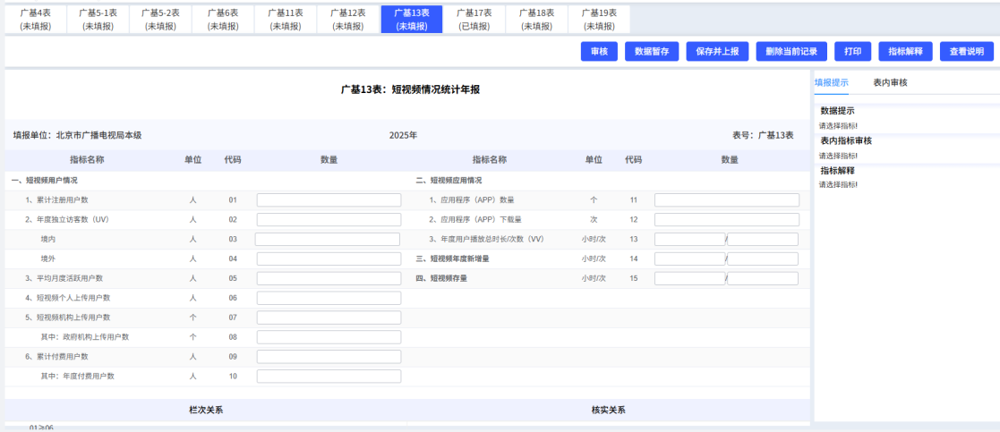 广基4表 广基5-1表 广基5-2表 广基6表 广基11表 广基12表 广基13表 广基17表 广基18表 广基19表
(未填报) (未填报) (未填报) (未填报) (未填报) (未填报) (未填报) (已填报) (未填报) (未填报)
审核 数据暂存 保存并上报 删除当前记录 打印 指标解释 查看说明
广基13表：短视频情况统计年报
填报单位：北京市广播电视局本级 2025年 表号：广基13表
指标名称 单位 代码 数量 指标名称 单位 代码 数量
一、短视频用户情况 二、短视频应用情况
1、累计注册用户数 人 01 1、应用程序（APP）数量 个 11
2、年度独立访客数（UV） 人 02 2、应用程序（APP）下载量 次 12
境内 人 03 3、年度用户播放总时长/次数（VV） 小时/次 13 /
境外 人 04 三、短视频年度新增量 小时/次 14 /
3、平均月度活跃用户数 人 05 四、短视频存量 小时/次 15 /
4、短视频个人上传用户数 人 06
5、短视频机构上传用户数 个 07
其中：政府机构上传用户数 个 08
6、累计付费用户数 人 09
其中：年度付费用户数 人 10
栏次关系 核实关系
01≥06
填报提示 表内审核
数据提示
请选择指标!
表内指标审核
请选择指标!
指标解释
请选择指标!